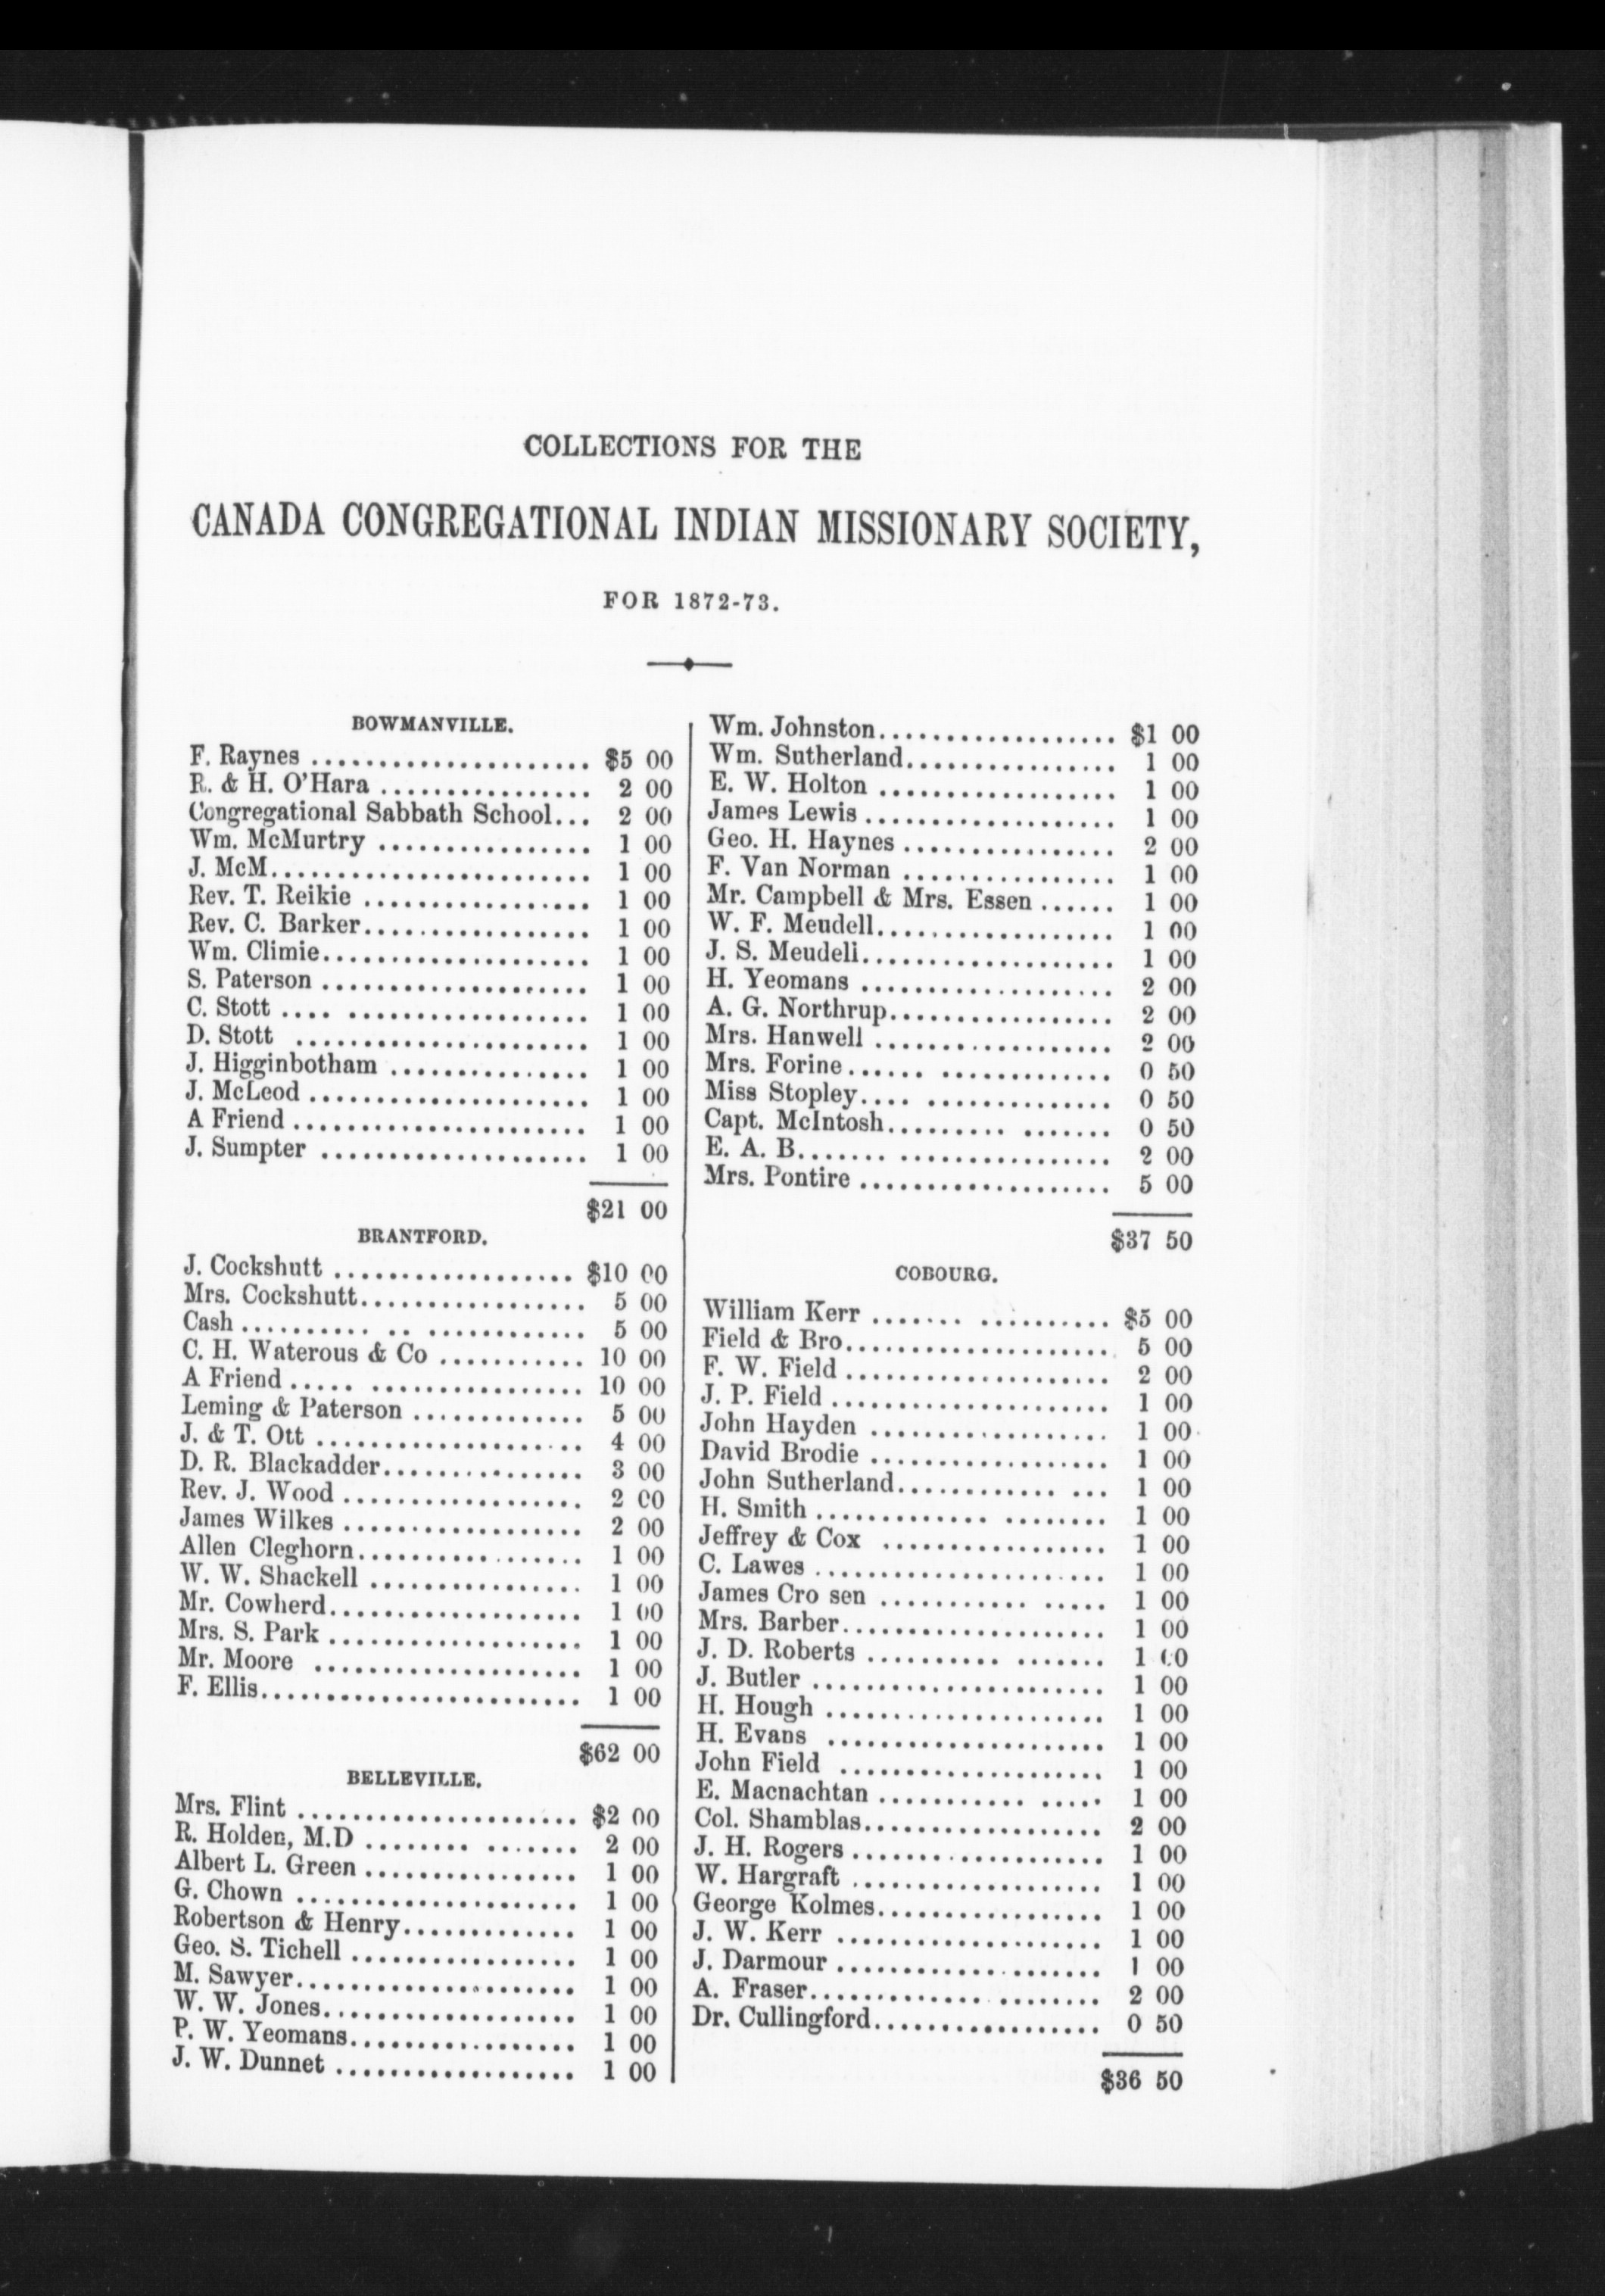 COLLECTIONS FOR THE
CANADA CONGREGATIONAL INDIAN MISSIONARY SOCIETY,
FOR 1872-73.
BOWMANVILLE.
F. Raynes ..................... $5 00
R. & H. O'Hara ................ 2 00
Congregational Sabbath School... 2 00
Wm. McMurtry ................ 1 00
J. McM........................ 1 00
Rev. T. Reikie ................. 1 00
Rev. C. Barker................. 1 00
Wm. Climie.................... 1 00
S. Paterson .................... 1 00
C. Stott .... .................. 1 00
D. Stott ...................... 1 00
J. Higginbotham ............... 1 00
J. McLeod ..................... 1 00
A Friend ...................... 1 00
J. Sumpter .................... 1 00
$21 00
BRANTFORD.
J. Cockshutt .................. $10 00
Mrs. Cockshutt................. 5 00
Cash .......... .. ............ 5 00
C. H. Waterous & Co ........... 10 00
A Friend ..... ................ 10 00
Leming & Paterson ............. 5 00
J. & T. Ott .................... 4 00
D. R. Blackadder............... 3 00
Rev. J. Wood .................. 2 00
James Wilkes .................. 2 00
Allen Cleghorn................. 1 00
W. W. Shackell ................ 1 00
Mr. Cowherd................... 1 00
Mrs. S. Park ................... 1 00
Mr. Moore .................... 1 00
F. Ellis........................ 1 00
$62 00
BELLEVILLE.
Mrs. Flint ..................... $2 00
R. Holden, M.D ........ ....... 2 00
Albert L. Green ................ 1 00
G. Chown ..................... 1 00
Robertson & Henry............. 1 00
Geo. S. Tichell ................. 1 00
M. Sawyer..................... 1 00
W. W. Jones................... 1 00
P. W. Yeomans................. 1 00
J. W. Dunnet .................. 1 00
Wm. Johnston.................. $1 00
Wm. Sutherland................ 1 00
E. W. Holton .................. 1 00
James Lewis ................... 1 00
Geo. H. Haynes ................ 2 00
F. Van Norman ................ 1 00
Mr. Campbell & Mrs. Essen ...... 1 00
W. F. Meudell.................. 1 00
J. S. Meudell................... 1 00
H. Yeomans ................... 2 00
A. G. Northrup................. 2 00
Mrs. Hanwell .................. 2 00
Mrs. Forine...... ............. 0 50
Miss Stopley.... .............. 0 50
Capt. McIntosh......... ....... 0 50
E. A. B....... ................ 2 00
Mrs. Pontire ................... 5 00
$37 50
COBOURG.
William Kerr ....... .......... $5 00
Field & Bro.................... 5 00
F. W. Field .................... 2 00
J. P. Field ..................... 1 00
John Hayden .................. 1 00
David Brodie .................. 1 00
John Sutherland............ ... 1 00
H. Smith ............. ........ 1 00
Jeffrey & Cox ................. 1 00
C. Lawes ...................... 1 00
James Cro sen ........... ..... 1 00
Mrs. Barber.................... 1 00
J. D. Roberts .......... ....... 1 00
J. Butler ...................... 1 00
H. Hough ..................... 1 00
H. Evans ..................... 1 00
John Field .................... 1 00
E. Macnachtan ........... ..... 1 00
Col. Shamblas.................. 2 00
J. H. Rogers ................... 1 00
W. Hargraft ................... 1 00
George Kolmes................. 1 00
J. W. Kerr .................... 1 00
J. Darmour .................... 1 00
A. Fraser............. ........ 2 00
Dr. Cullingford................. 0 50
$36 50